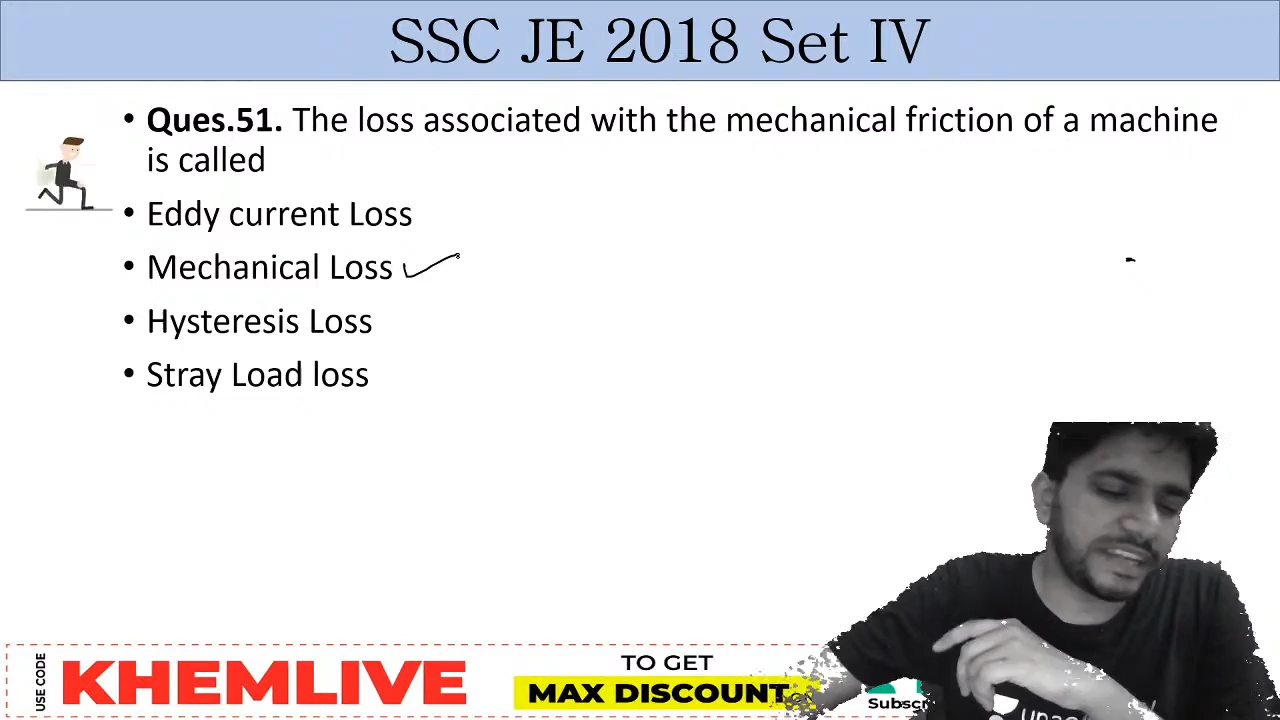 SSC JE 2018 Set IV
• Ques.51. The loss associated with the mechanical friction of a machine
is called
• Eddy current Loss
• Mechanical Loss
• Hysteresis Loss
• Stray Load loss
USE CODE
KHEMLIVE
TO GET
MAX DISCOUNT